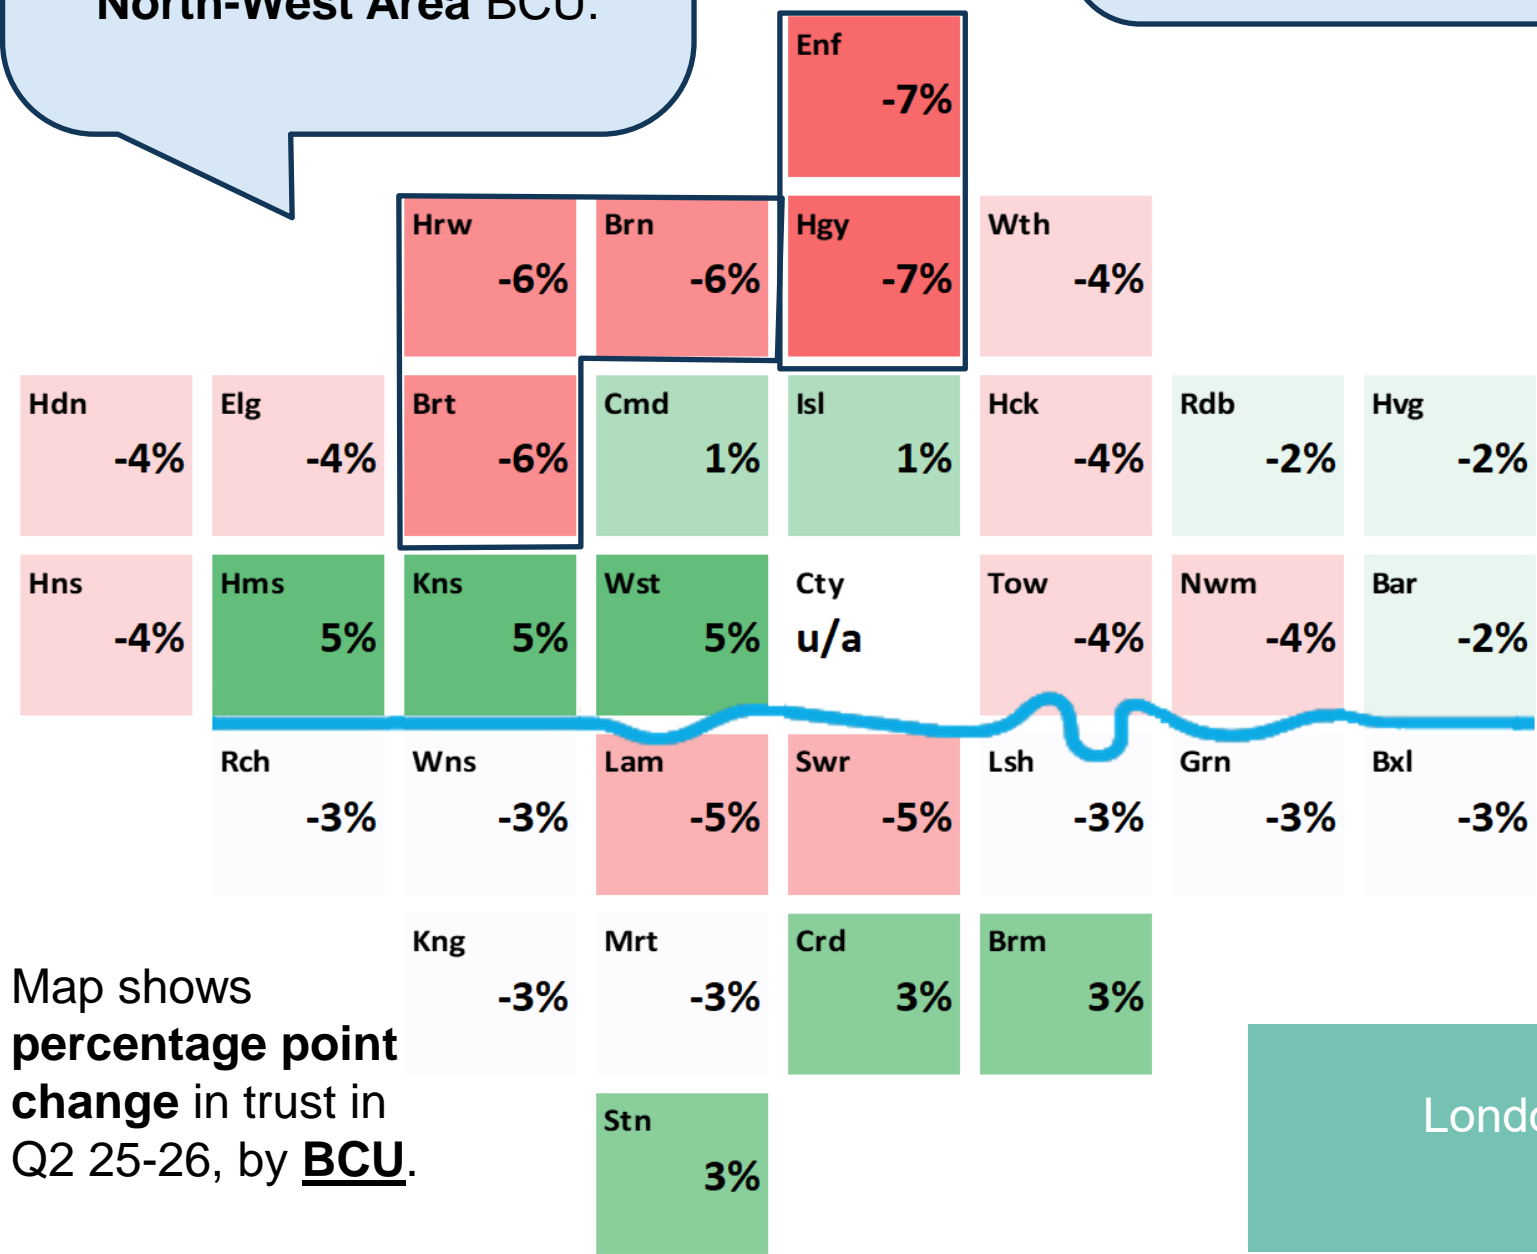 North-West Area BCU.
Enf
-7%
Hrw
-6%
Brn
-6%
Hgy
-7%
Wth
-4%
Hdn
-4%
Elg
-4%
Brt
-6%
Cmd
1%
Isl
1%
Hck
-4%
Rdb
-2%
Hvg
-2%
Hns
-4%
Hms
5%
Kns
5%
Wst
5%
Cty
u/a
Tow
-4%
Nwm
-4%
Bar
-2%
Rch
-3%
Wns
-3%
Lam
-5%
Swr
-5%
Lsh
-3%
Grn
-3%
Bxl
-3%
Kng
-3%
Mrt
-3%
Crd
3%
Brm
3%
Stn
3%
Map shows
percentage point
change in trust in
Q2 25-26, by BCU.